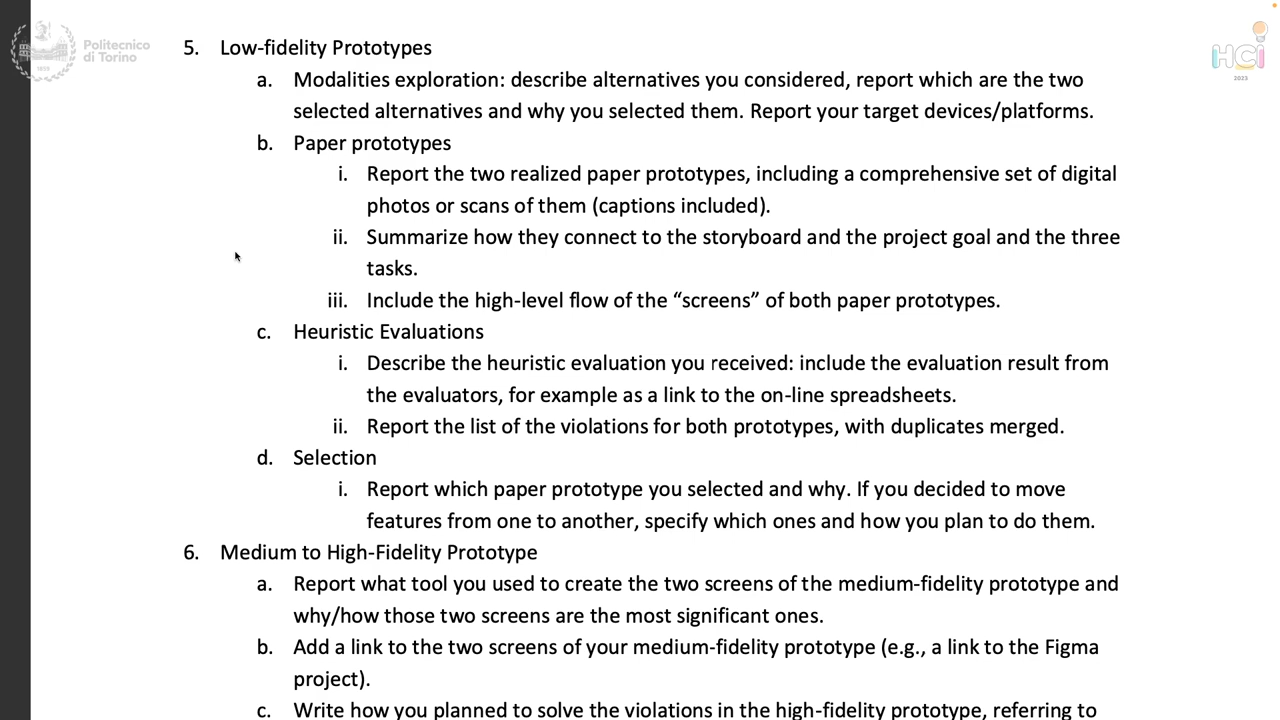 Politecnico
di Torino
1859
HCI
2023
5. Low-fidelity Prototypes
a. Modalities exploration: describe alternatives you considered, report which are the two
selected alternatives and why you selected them. Report your target devices/platforms.
b. Paper prototypes
i. Report the two realized paper prototypes, including a comprehensive set of digital
photos or scans of them (captions included).
ii. Summarize how they connect to the storyboard and the project goal and the three
tasks.
iii. Include the high-level flow of the “screens” of both paper prototypes.
c. Heuristic Evaluations
i. Describe the heuristic evaluation you received: include the evaluation result from
the evaluators, for example as a link to the on-line spreadsheets.
ii. Report the list of the violations for both prototypes, with duplicates merged.
d. Selection
i. Report which paper prototype you selected and why. If you decided to move
features from one to another, specify which ones and how you plan to do them.
6. Medium to High-Fidelity Prototype
a. Report what tool you used to create the two screens of the medium-fidelity prototype and
why/how those two screens are the most significant ones.
b. Add a link to the two screens of your medium-fidelity prototype (e.g., a link to the Figma
project).
c. Write how you planned to solve the violations in the high-fidelity prototype, referring to